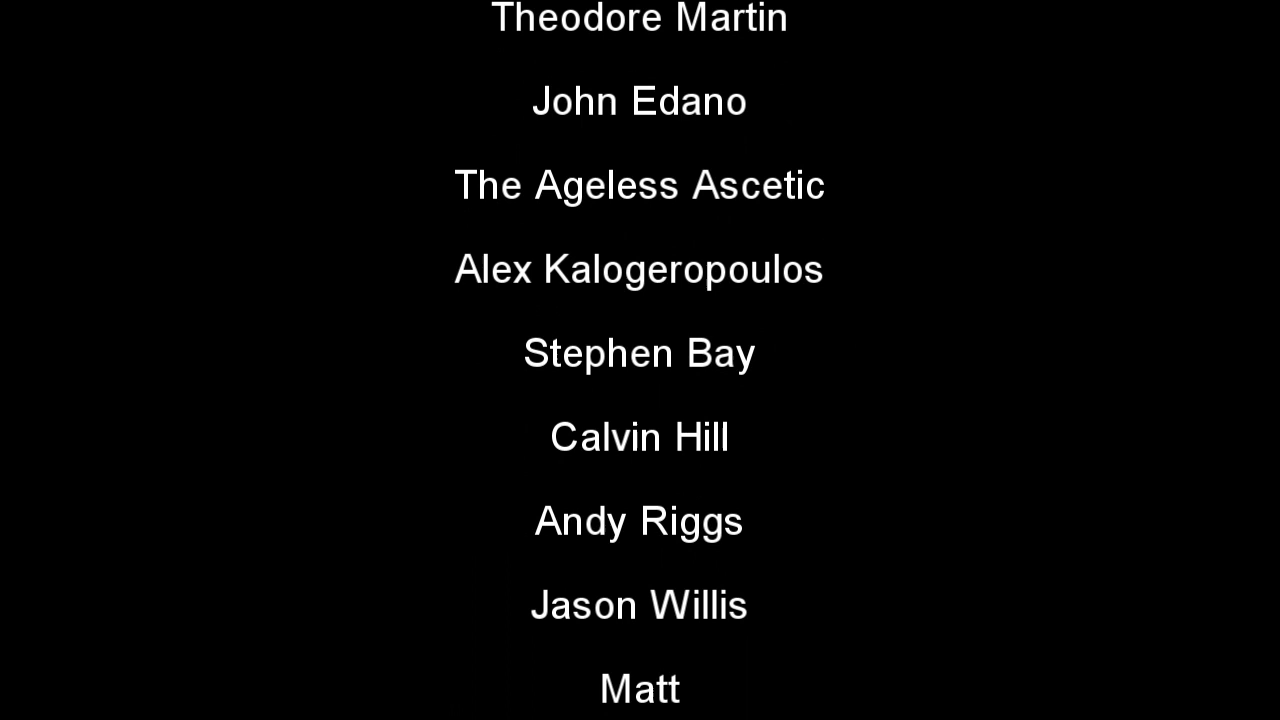 Theodore Martin
John Edano
The Ageless Ascetic
Alex Kalogeropoulos
Stephen Bay
Calvin Hill
Andy Riggs
Jason Willis
Matt